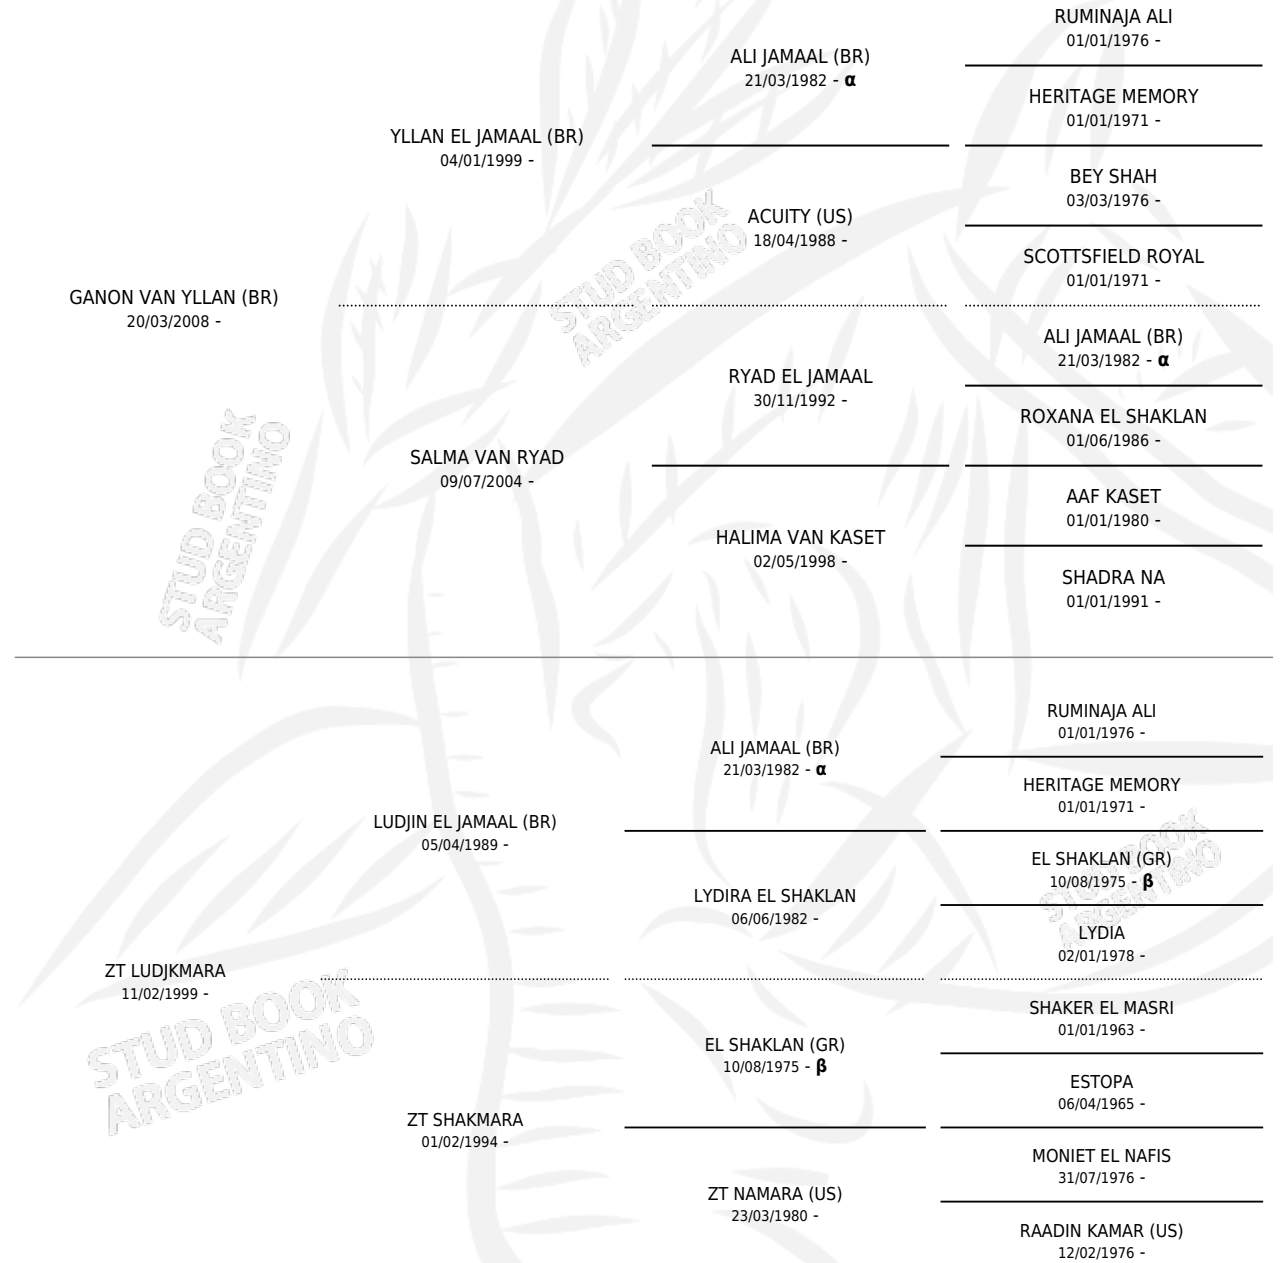 RUMINAJA ALI
01/01/1976 -
ALI JAMAAL (BR)
21/03/1982 - α
HERITAGE MEMORY
01/01/1971 -
YLLAN EL JAMAAL (BR)
04/01/1999 -
BEY SHAH
03/03/1976 -
ACUITY (US)
18/04/1988 -
SCOTTSFIELD ROYAL
01/01/1971 -
GANON VAN YLLAN (BR)
20/03/2008 -
ALI JAMAAL (BR)
21/03/1982 - α
RYAD EL JAMAAL
30/11/1992 -
ROXANA EL SHAKLAN
01/06/1986 -
SALMA VAN RYAD
09/07/2004 -
AAF KASET
01/01/1980 -
HALIMA VAN KASET
02/05/1998 -
SHADRA NA
01/01/1991 -
RUMINAJA ALI
01/01/1976 -
ALI JAMAAL (BR)
21/03/1982 - α
HERITAGE MEMORY
01/01/1971 -
LUDJIN EL JAMAAL (BR)
05/04/1989 -
EL SHAKLAN (GR)
10/08/1975 - β
LYDIRA EL SHAKLAN
06/06/1982 -
LYDIA
02/01/1978 -
ZT LUDJKMARA
11/02/1999 -
SHAKER EL MASRI
01/01/1963 -
EL SHAKLAN (GR)
10/08/1975 - β
ESTOPA
06/04/1965 -
ZT SHAKMARA
01/02/1994 -
MONIET EL NAFIS
31/07/1976 -
ZT NAMARA (US)
23/03/1980 -
RAADIN KAMAR (US)
12/02/1976 -
STUD BOOK
ARGENTINO
STUD BOOK
ARGENTINO
STUD BOOK
ARGENTINO
STUD BOOK
ARGENTINO